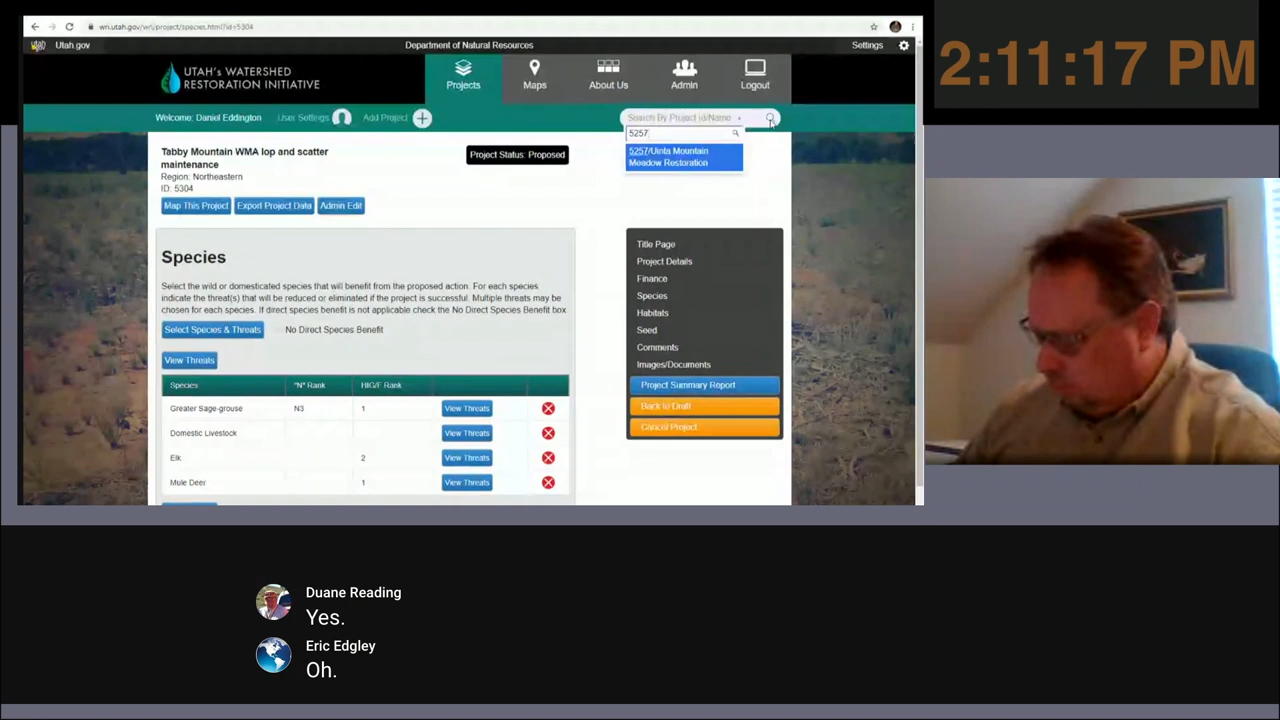 wri.utah.gov/wri/project/species.html?id=5304
Utah.gov
Department of Natural Resources
Settings
2:11:17 PM
UTAH's WATERSHED
RESTORATION INITIATIVE
Projects
Maps
About Us
Admin
Logout
Welcome: Daniel Eddington
User Settings
Add Project
Search By Project id/Name
5257
5257/Uinta Mountain
Meadow Restoration
Tabby Mountain WMA lop and scatter
maintenance
Region: Northeastern
ID: 5304
Project Status: Proposed
Map This Project
Export Project Data
Admin Edit
Species
Select the wild or domesticated species that will benefit from the proposed action. For each species
indicate the threat(s) that will be reduced or eliminated if the project is successful. Multiple threats may be
chosen for each species. If direct species benefit is not applicable check the No Direct Species Benefit box
Select Species & Threats
No Direct Species Benefit
View Threats
Species "N" Rank HIG/F Rank
Greater Sage-grouse N3 1 View Threats
Domestic Livestock View Threats
Elk 2 View Threats
Mule Deer 1 View Threats
Title Page
Project Details
Finance
Species
Habitats
Seed
Comments
Images/Documents
Project Summary Report
Back to Draft
Cancel Project
Duane Reading
Yes.
Eric Edgley
Oh.